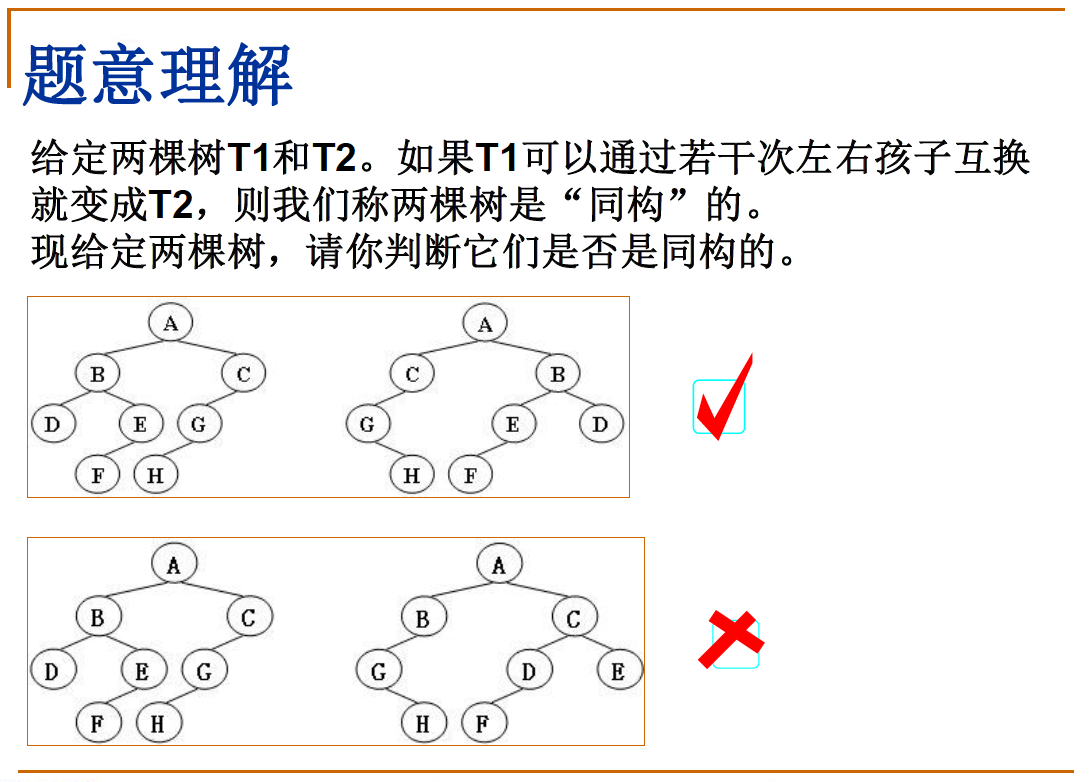 题意理解
给定两棵树T1和T2。如果T1可以通过若干次左右孩子互换
就变成T2，则我们称两棵树是“同构”的。
现给定两棵树，请你判断它们是否是同构的。
A A
B C C B
D E G G E D
F H H F
A A
B C B C
D E G G D E
F H H F